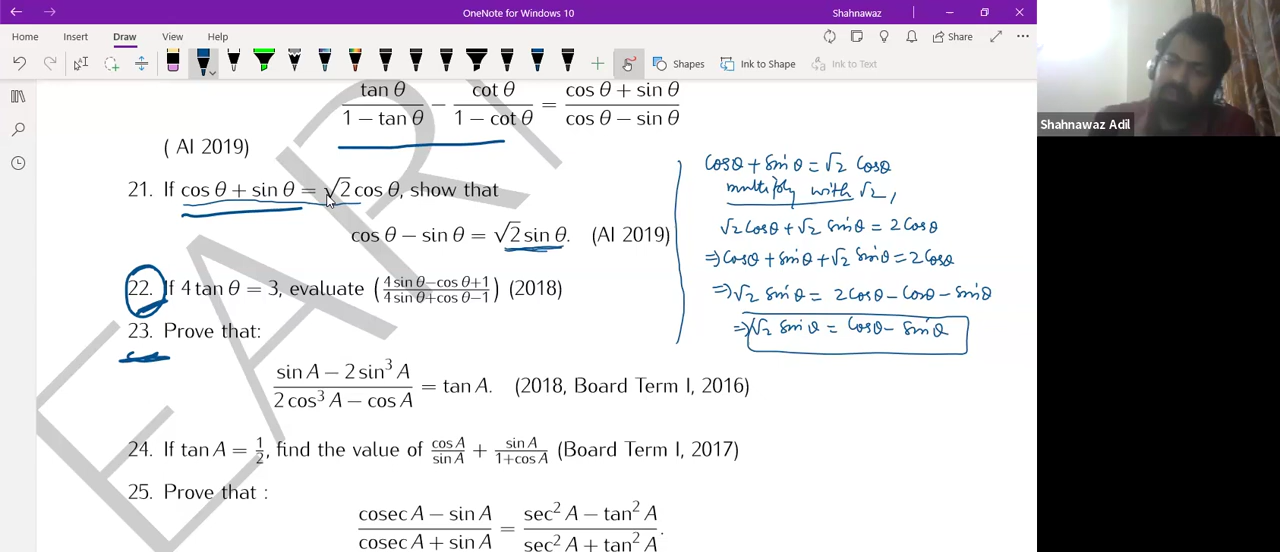 OneNote for Windows 10
Shahnawaz
Home Insert Draw View Help
Share
Shapes Ink to Shape Ink to Text
tan θ / 1 − tan θ − cot θ / 1 − cot θ = cos θ + sin θ / cos θ − sin θ
( AI 2019)
21. If cos θ + sin θ = √2 cos θ, show that
cos θ − sin θ = √2 sin θ. (AI 2019)
22. If 4 tan θ = 3, evaluate (4 sin θ−cos θ+1 / 4 sin θ+cos θ−1) (2018)
23. Prove that:
sin A − 2 sin³ A / 2 cos³ A − cos A = tan A. (2018, Board Term I, 2016)
24. If tan A = 1/2, find the value of cos A / sin A + sin A / 1+cos A (Board Term I, 2017)
25. Prove that :
cosec A − sin A / cosec A + sin A = sec² A − tan² A / sec² A + tan² A.
Cosθ + Sinθ = √2 Cosθ
multiply with √2,
√2 Cosθ + √2 Sinθ = 2 Cosθ
⇒ Cosθ + Sinθ + √2 Sinθ = 2 Cosθ
⇒ √2 Sinθ = 2Cosθ − Cosθ − Sinθ
⇒ √2 Sinθ = Cosθ − Sinθ
Shahnawaz Adil
EARI